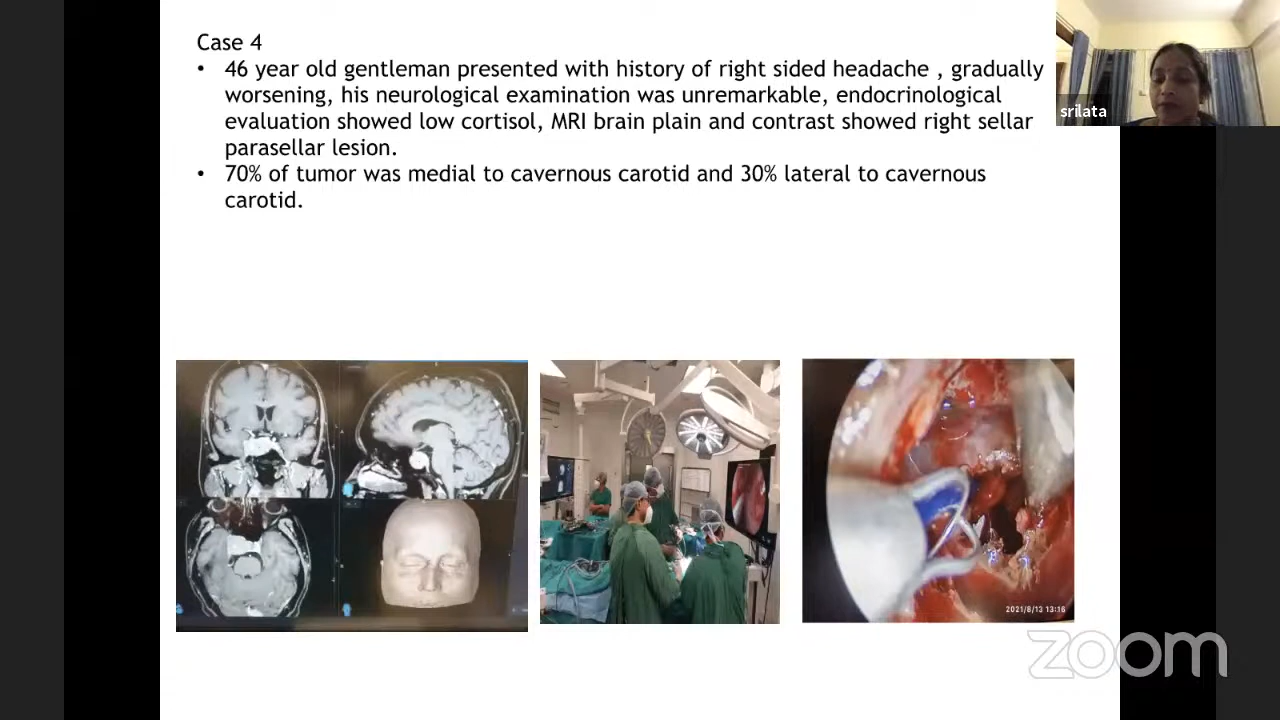 Case 4
• 46 year old gentleman presented with history of right sided headache , gradually
worsening, his neurological examination was unremarkable, endocrinological
evaluation showed low cortisol, MRI brain plain and contrast showed right sellar
parasellar lesion.
• 70% of tumor was medial to cavernous carotid and 30% lateral to cavernous
carotid.
srilata
2021/8/13 13:16
zoom